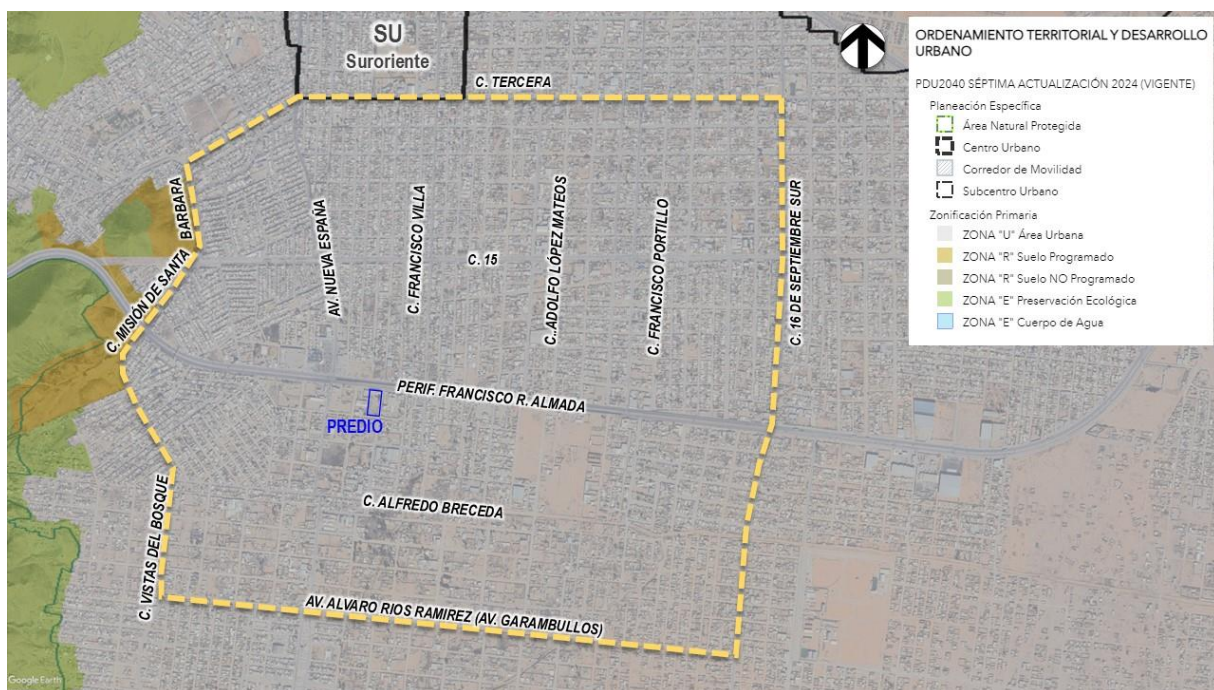 SU
Suroriente
C. TERCERA
C. MISIÓN DE SANTA BARBARA
AV. NUEVA ESPAÑA
C. FRANCISCO VILLA
C. 15
C..ADOLFO LÓPEZ MATEOS
C. FRANCISCO PORTILLO
C. 16 DE SEPTIEMBRE SUR
PERIF. FRANCISCO R. ALMADA
PREDIO
C. ALFREDO BRECEDA
C. VISTAS DEL BOSQUE
AV. ALVARO RIOS RAMIREZ (AV. GARAMBULLOS)
Google Earth
ORDENAMIENTO TERRITORIAL Y DESARROLLO
URBANO
PDU2040 SÉPTIMA ACTUALIZACIÓN 2024 (VIGENTE)
Planeación Específica
Área Natural Protegida
Centro Urbano
Corredor de Movilidad
Subcentro Urbano
Zonificación Primaria
ZONA "U" Área Urbana
ZONA "R" Suelo Programado
ZONA "R" Suelo NO Programado
ZONA "E" Preservación Ecológica
ZONA "E" Cuerpo de Agua